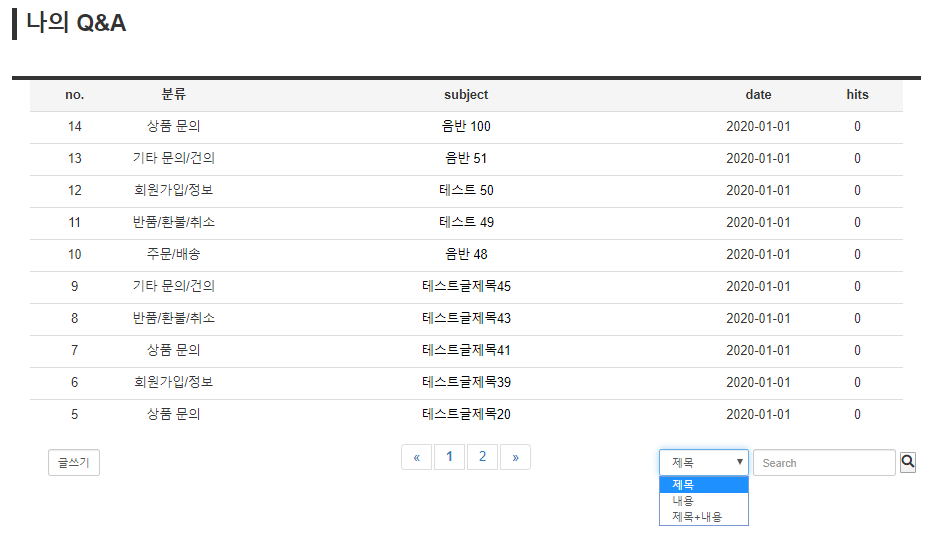 나의 Q&A
no. 분류 subject date hits
14 상품 문의 음반 100 2020-01-01 0
13 기타 문의/건의 음반 51 2020-01-01 0
12 회원가입/정보 테스트 50 2020-01-01 0
11 반품/환불/취소 테스트 49 2020-01-01 0
10 주문/배송 음반 48 2020-01-01 0
9 기타 문의/건의 테스트글제목45 2020-01-01 0
8 반품/환불/취소 테스트글제목43 2020-01-01 0
7 상품 문의 테스트글제목41 2020-01-01 0
6 회원가입/정보 테스트글제목39 2020-01-01 0
5 상품 문의 테스트글제목20 2020-01-01 0
글쓰기 « 1 2 » 제목 Search
제목
내용
제목+내용